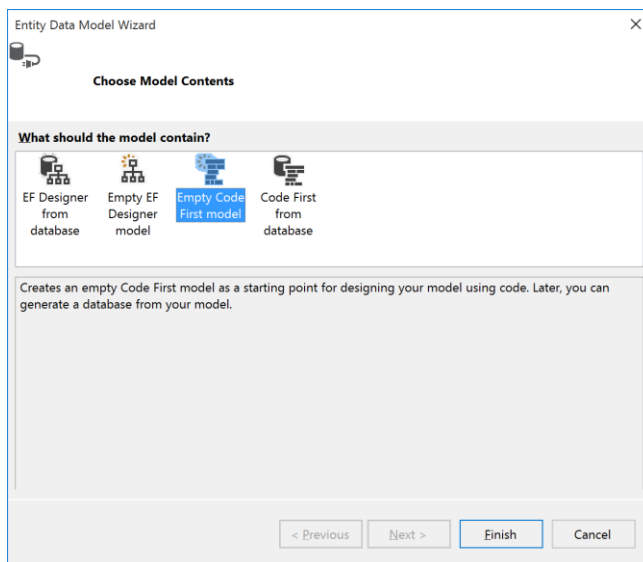 Entity Data Model Wizard
Choose Model Contents
What should the model contain?
EF Designer from database
Empty EF Designer model
Empty Code First model
Code First from database
Creates an empty Code First model as a starting point for designing your model using code. Later, you can
generate a database from your model.
< Previous
Next >
Finish
Cancel